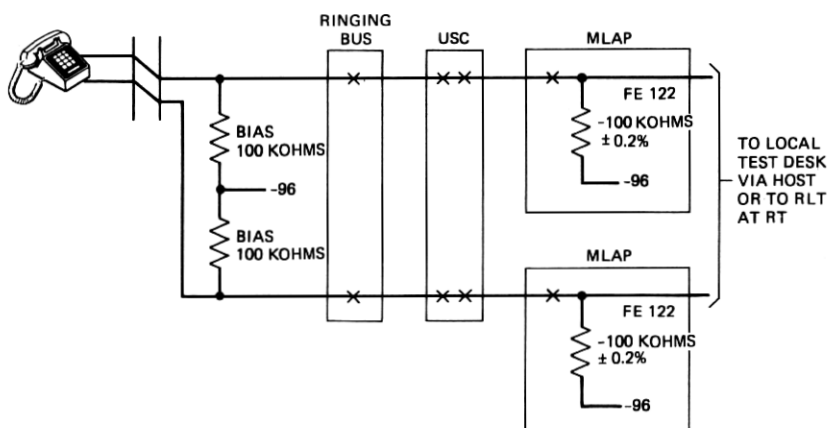 RINGING
BUS
USC
MLAP
FE 122
-100 KOHMS
± 0.2%
-96
BIAS
100 KOHMS
-96
BIAS
100 KOHMS
TO LOCAL
TEST DESK
VIA HOST
OR TO RLT
AT RT
MLAP
FE 122
-100 KOHMS
± 0.2%
-96